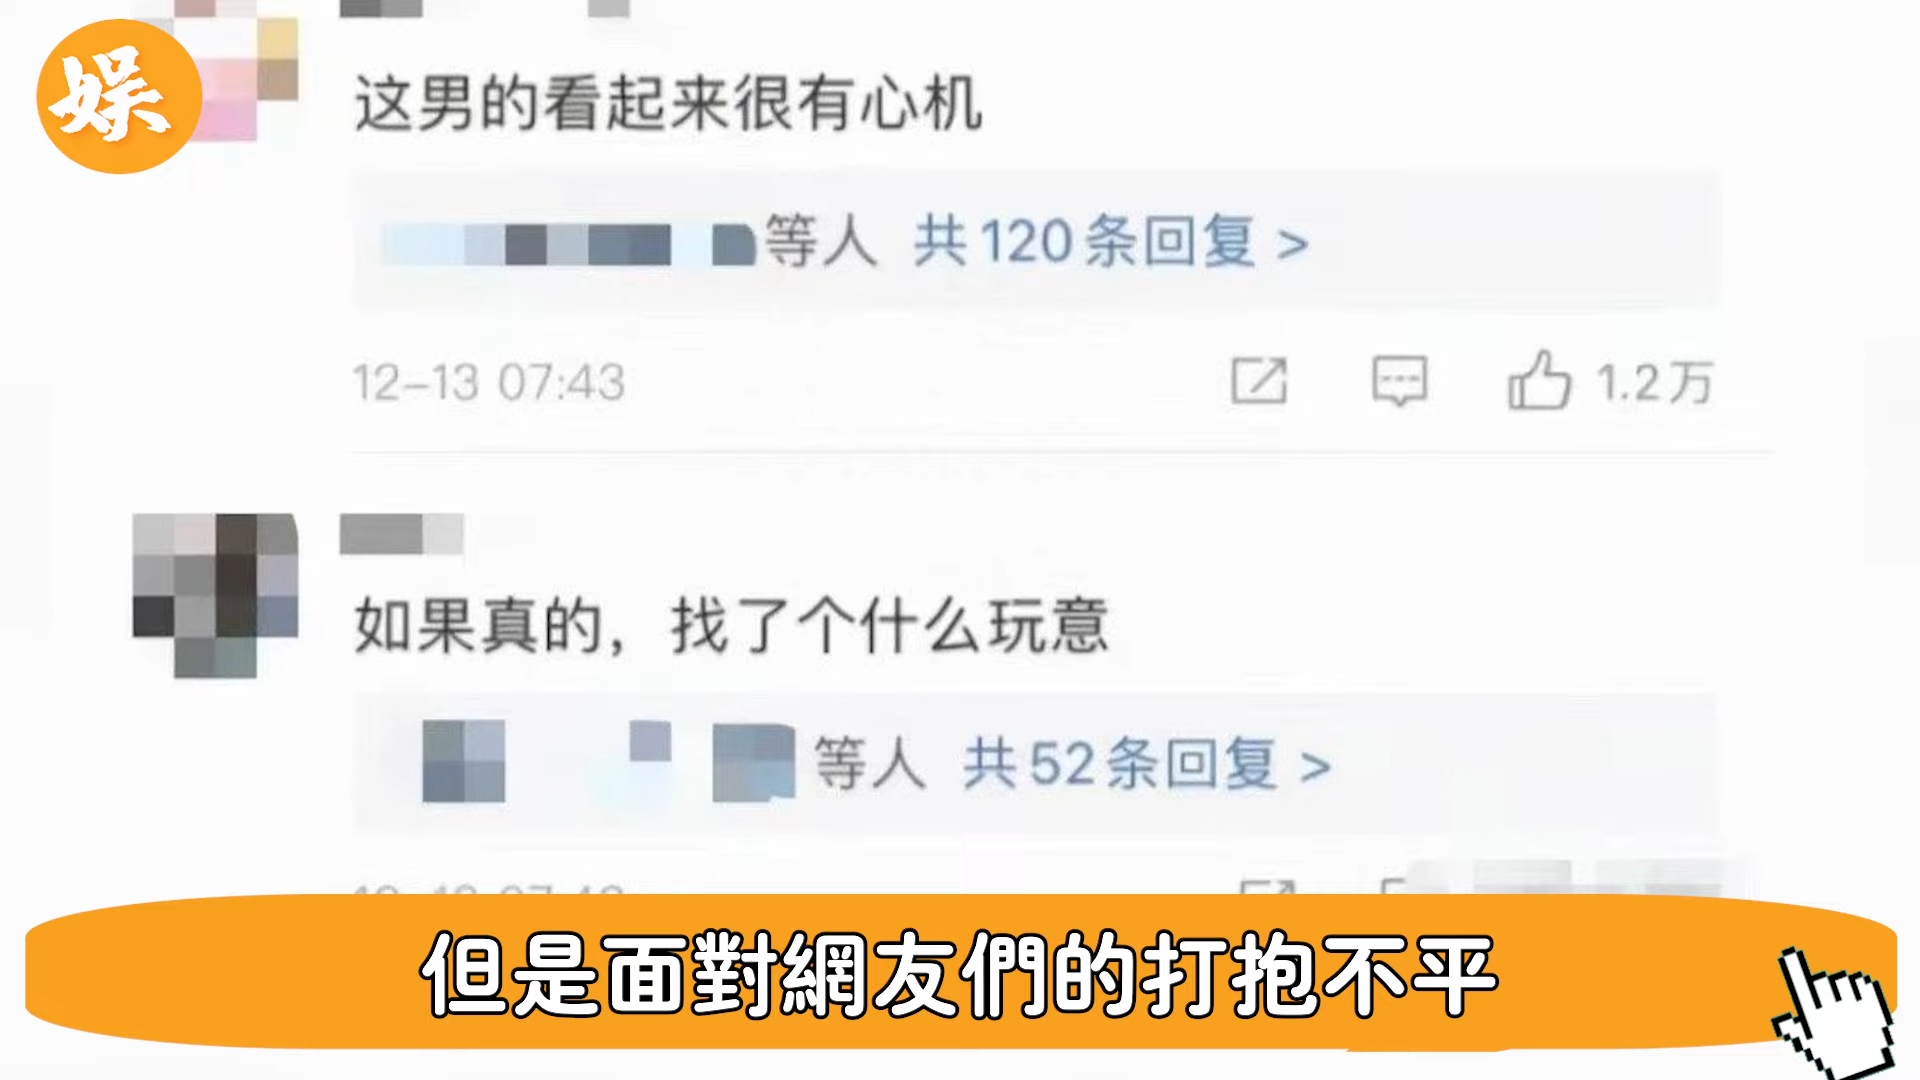 娱
这男的看起来很有心机
等人 共120条回复 >
12-13 07:43
1.2万
如果真的，找了个什么玩意
等人 共52条回复 >
但是面對網友們的打抱不平